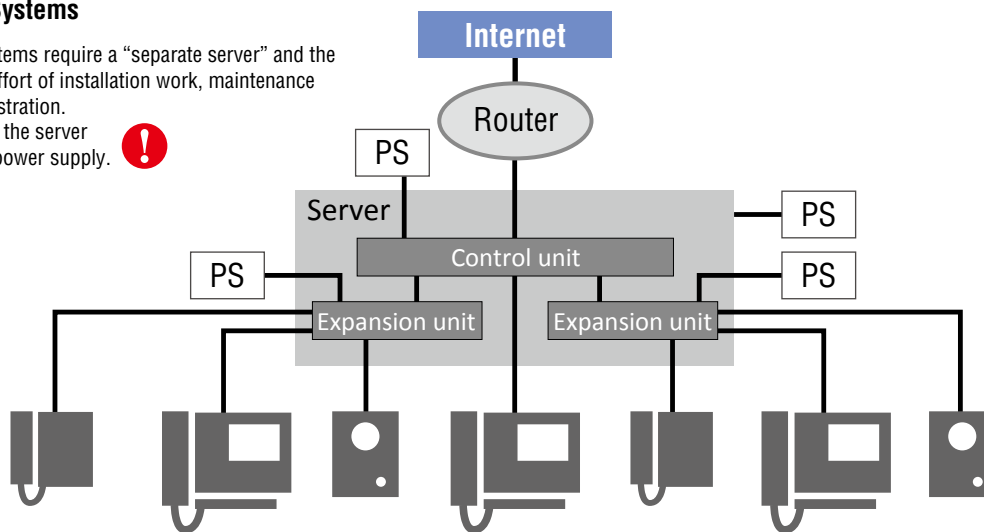 Systems
tems require a “separate server” and the
ffort of installation work, maintenance
stration.
the server
power supply.
!
Internet
Router
PS
Server
PS
Control unit
PS
PS
Expansion unit
Expansion unit